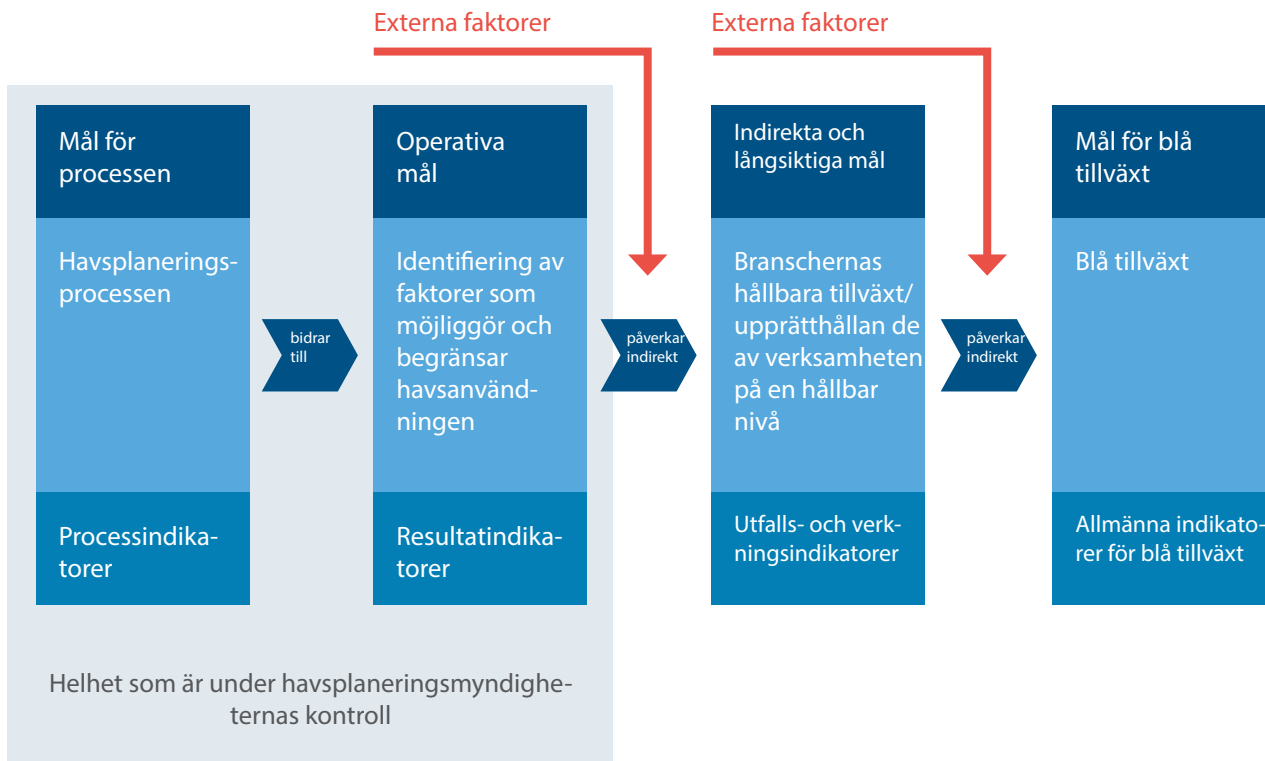 Externa faktorer
Externa faktorer
Mål för
processen
Havsplanerings-
processen
Processindika-
torer
bidrar
till
Operativa
mål
Identifiering av
faktorer som
möjliggör och
begränsar
havsanvänd-
ningen
Resultatindika-
torer
påverkar
indirekt
Indirekta och
långsiktiga mål
Branschernas
hållbara tillväxt/
upprätthållan de
av verksamheten
på en hållbar
nivå
Utfalls- och verk-
ningsindikatorer
påverkar
indirekt
Mål för blå
tillväxt
Blå tillväxt
Allmänna indikato-
rer för blå tillväxt
Helhet som är under havsplaneringsmyndighe-
ternas kontroll